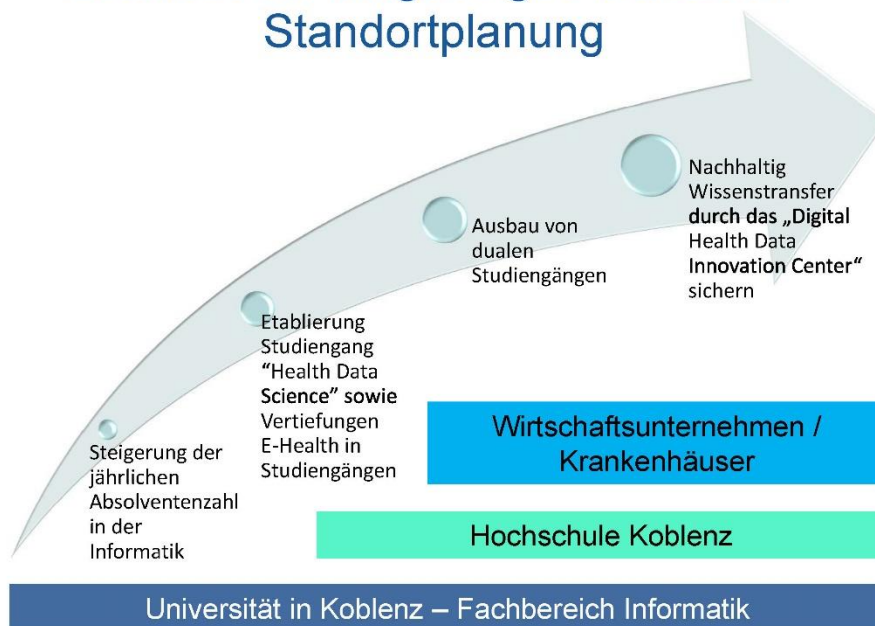 Standortplanung
Nachhaltig
Wissenstransfer
durch das „Digital
Health Data
Innovation Center“
sichern
Ausbau von
dualen
Studiengängen
Etablierung
Studiengang
“Health Data
Science” sowie
Vertiefungen
E-Health in
Studiengängen
Steigerung der
jährlichen
Absolventenzahl
in der
Informatik
Wirtschaftsunternehmen /
Krankenhäuser
Hochschule Koblenz
Universität in Koblenz – Fachbereich Informatik